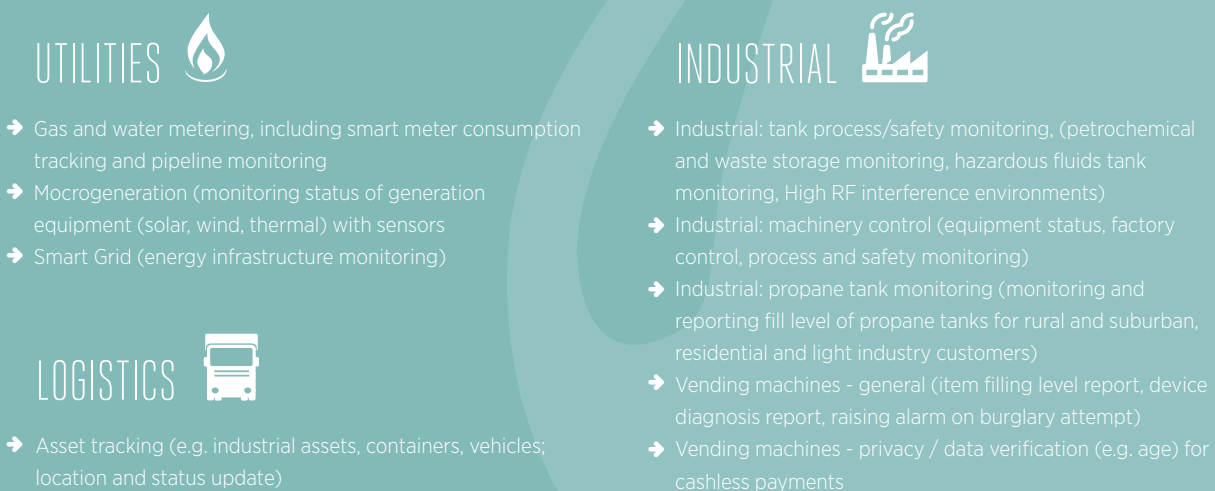 UTILITIES
Gas and water metering, including smart meter consumption
tracking and pipeline monitoring
Mocrogeneration (monitoring status of generation
equipment (solar, wind, thermal) with sensors
Smart Grid (energy infrastructure monitoring)
LOGISTICS
Asset tracking (e.g. industrial assets, containers, vehicles;
location and status update)
INDUSTRIAL
Industrial: tank process/safety monitoring, (petrochemical
and waste storage monitoring, hazardous fluids tank
monitoring, High RF interference environments)
Industrial: machinery control (equipment status, factory
control, process and safety monitoring)
Industrial: propane tank monitoring (monitoring and
reporting fill level of propane tanks for rural and suburban,
residential and light industry customers)
Vending machines - general (item filling level report, device
diagnosis report, raising alarm on burglary attempt)
Vending machines - privacy / data verification (e.g. age) for
cashless payments